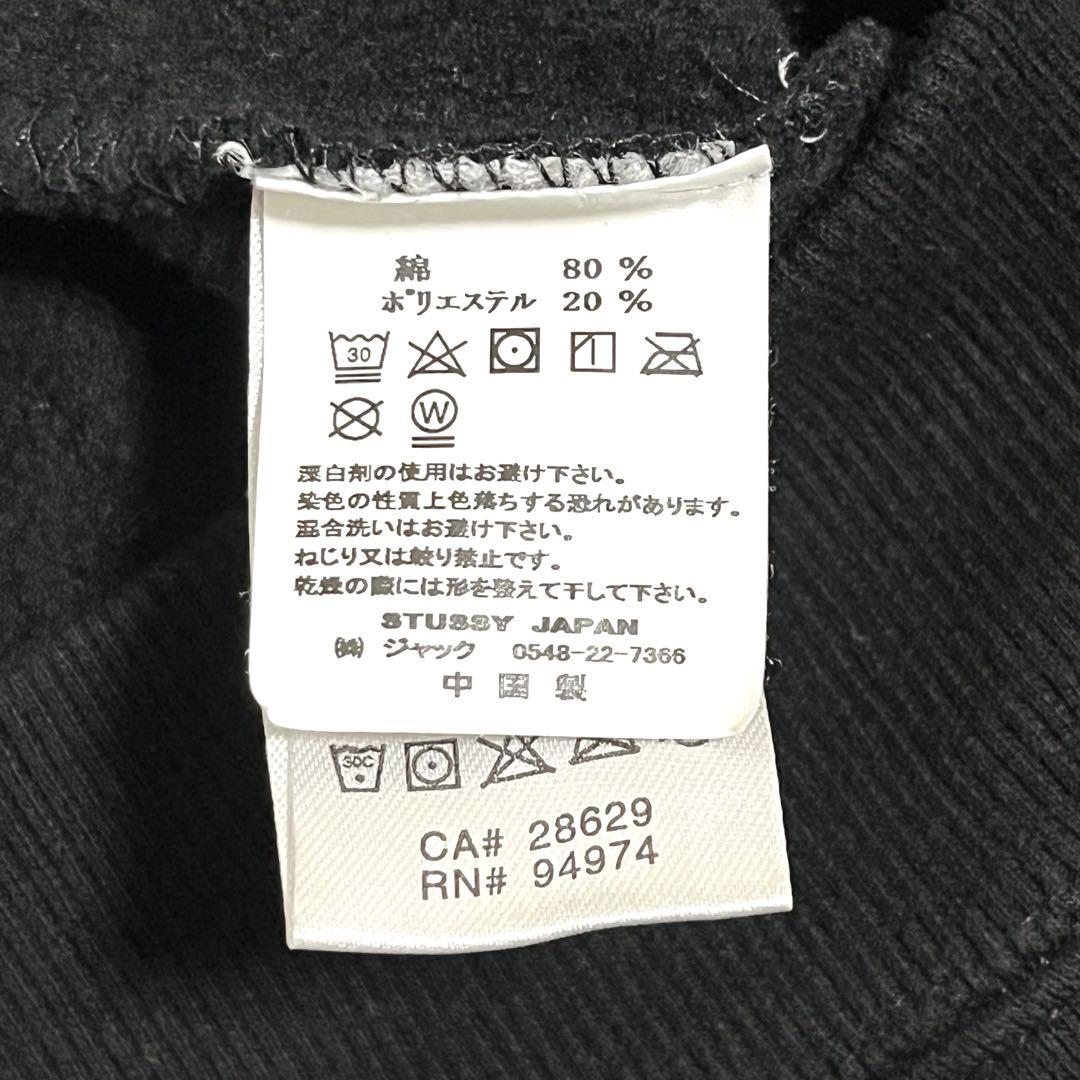 綿 80 %
ポリエステル 20 %
30
W
漂白剤の使用はお避け下さい。
染色の性質上色落ちする恐れがあります。
混合洗いはお避け下さい。
ねじり又は絞り禁止です。
乾燥の際には形を整えて干して下さい。
STUSSY JAPAN
㈱ ジャック 0548-22-7366
中 国 製
30C
CA# 28629
RN# 94974